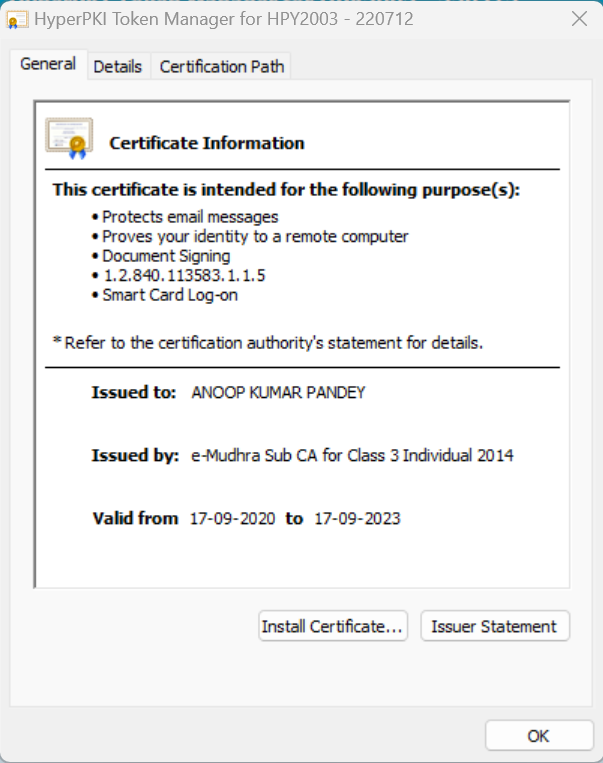 HyperPKI Token Manager for HPY2003 - 220712
General Details Certification Path
Certificate Information
This certificate is intended for the following purpose(s):
• Protects email messages
• Proves your identity to a remote computer
• Document Signing
• 1.2.840.113583.1.1.5
• Smart Card Log-on
* Refer to the certification authority's statement for details.
Issued to: ANOOP KUMAR PANDEY
Issued by: e-Mudhra Sub CA for Class 3 Individual 2014
Valid from 17-09-2020 to 17-09-2023
Install Certificate... Issuer Statement
OK